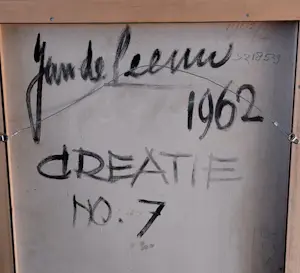 Jan de Leeuw
1962
CREATIE
NO. 7